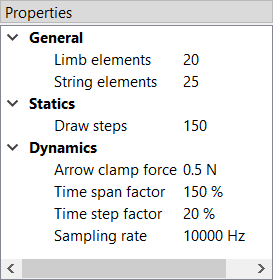 Properties
General
Limb elements 20
String elements 25
Statics
Draw steps 150
Dynamics
Arrow clamp force 0.5 N
Time span factor 150 %
Time step factor 20 %
Sampling rate 10000 Hz